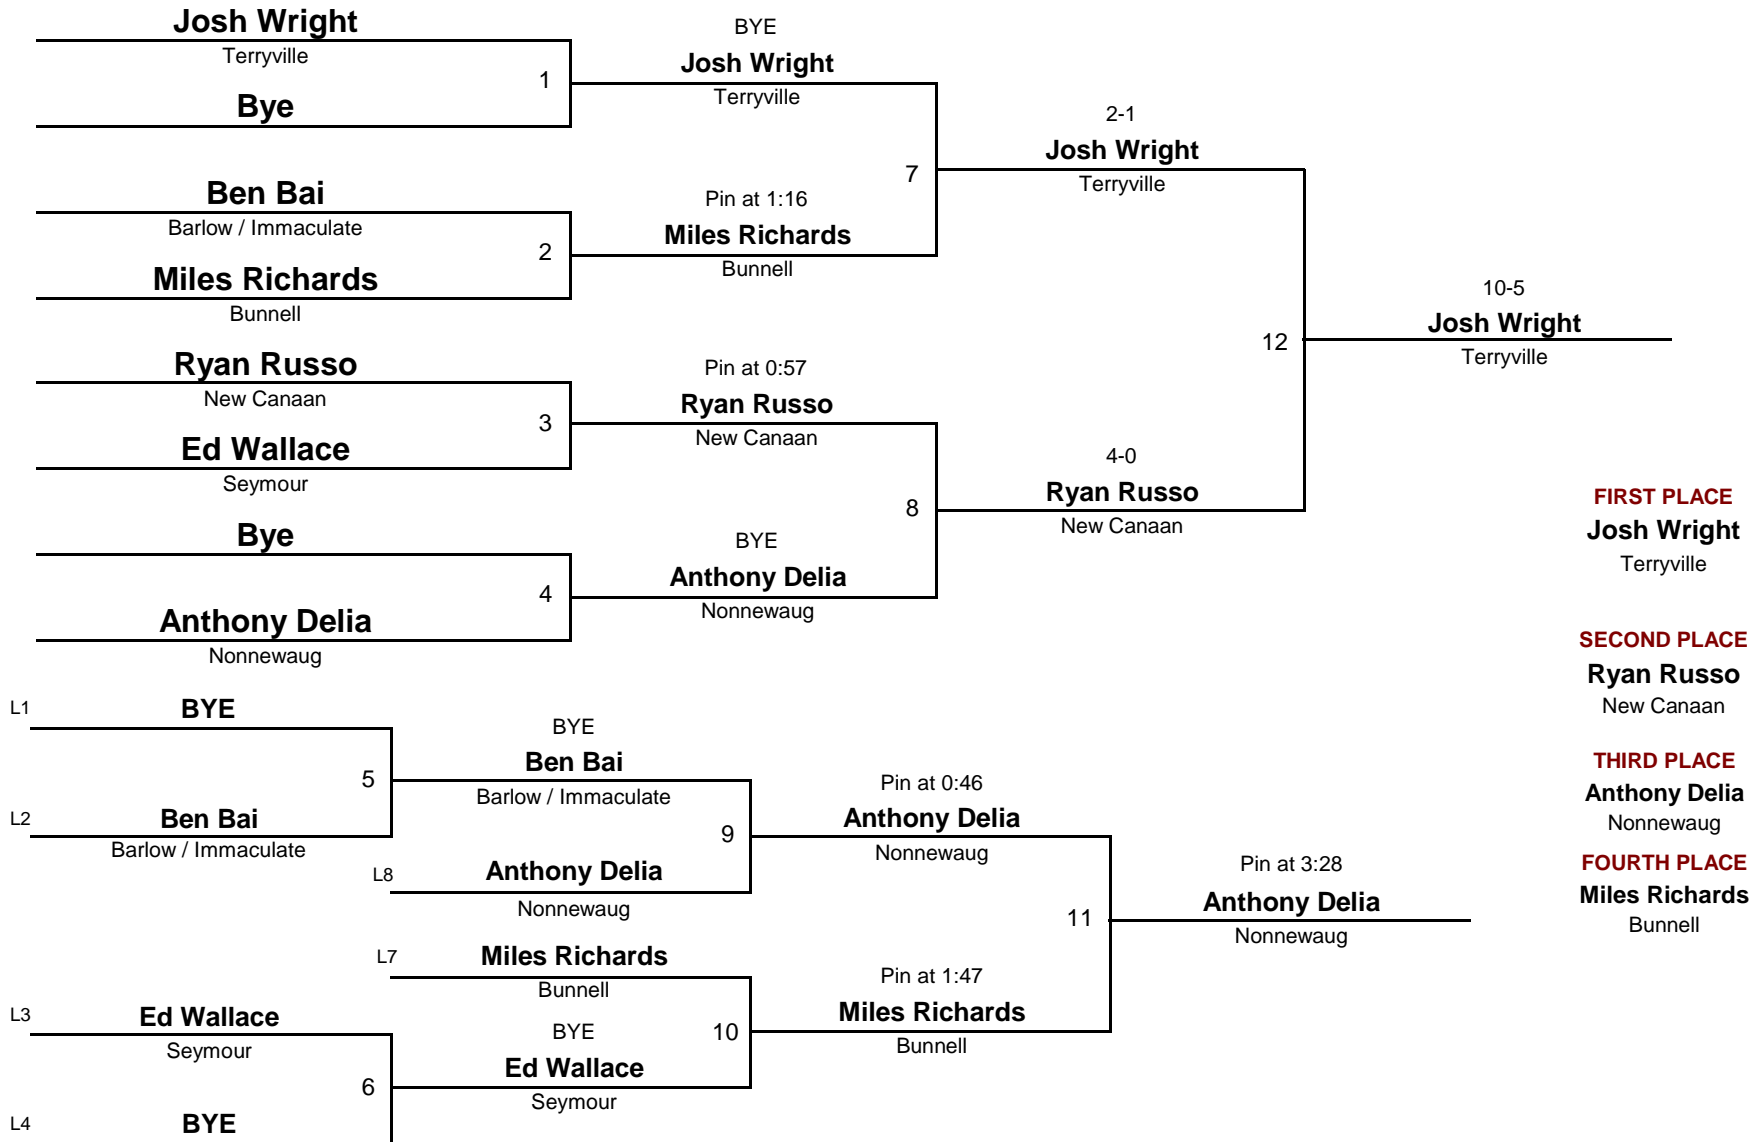 Josh Wright
Terryville
1
Bye
BYE
Josh Wright
Terryville
Ben Bai
Barlow / Immaculate
2
Miles Richards
Bunnell
Pin at 1:16
Miles Richards
Bunnell
7
2-1
Josh Wright
Terryville
Ryan Russo
New Canaan
3
Ed Wallace
Seymour
Pin at 0:57
Ryan Russo
New Canaan
Bye
4
Anthony Delia
Nonnewaug
BYE
Anthony Delia
Nonnewaug
8
4-0
Ryan Russo
New Canaan
12
10-5
Josh Wright
Terryville
FIRST PLACE
Josh Wright
Terryville
SECOND PLACE
Ryan Russo
New Canaan
THIRD PLACE
Anthony Delia
Nonnewaug
FOURTH PLACE
Miles Richards
Bunnell
L1
BYE
5
L2
Ben Bai
Barlow / Immaculate
BYE
Ben Bai
Barlow / Immaculate
9
L8
Anthony Delia
Nonnewaug
Pin at 0:46
Anthony Delia
Nonnewaug
L7
Miles Richards
Bunnell
10
L3
Ed Wallace
Seymour
6
L4
BYE
BYE
Ed Wallace
Seymour
Pin at 1:47
Miles Richards
Bunnell
11
Pin at 3:28
Anthony Delia
Nonnewaug